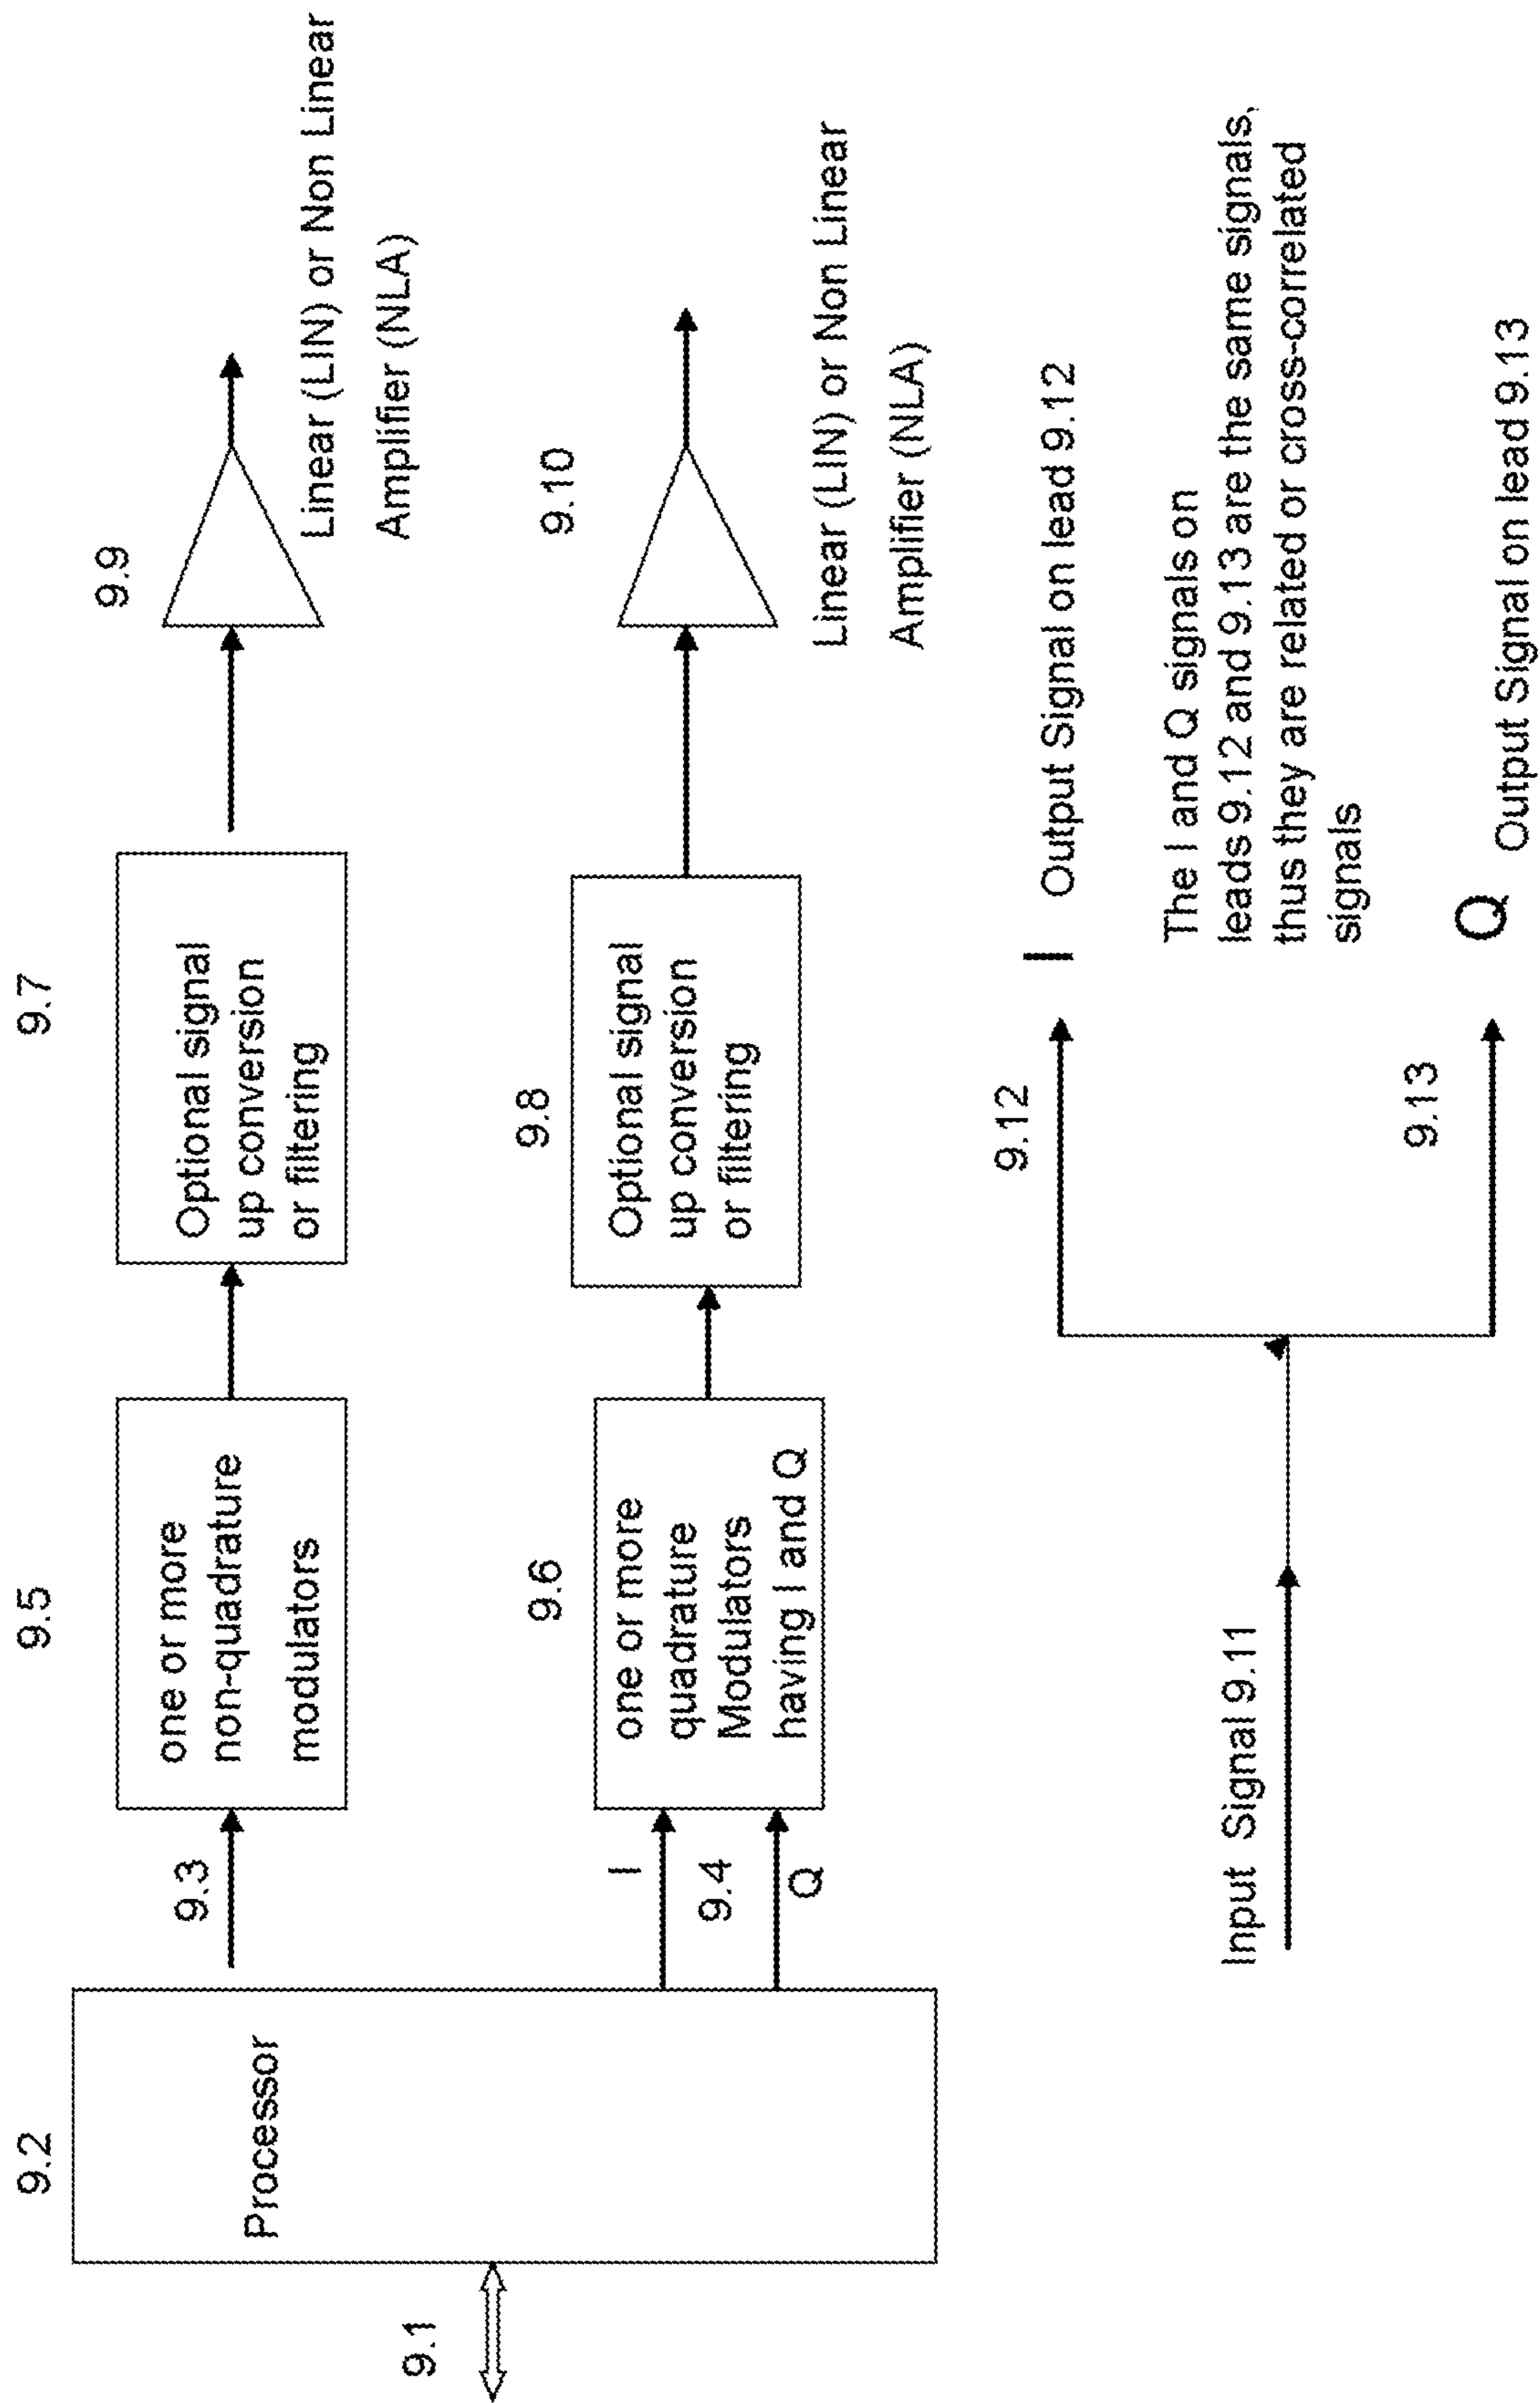 9.2
Processor
9.1
9.3
9.5
one or more
non-quadrature
modulators
9.7
Optional signal
up conversion
or filtering
9.9
Linear (LIN) or Non Linear
Amplifier (NLA)
I
9.4
Q
9.6
one or more
quadrature
Modulators
having I and Q
9.8
Optional signal
up conversion
or filtering
9.10
Linear (LIN) or Non Linear
Amplifier (NLA)
Input Signal 9.11
9.12
I Output Signal on lead 9.12
The I and Q signals on
leads 9.12 and 9.13 are the same signals,
thus they are related or cross-correlated
signals
9.13
Q Output Signal on lead 9.13